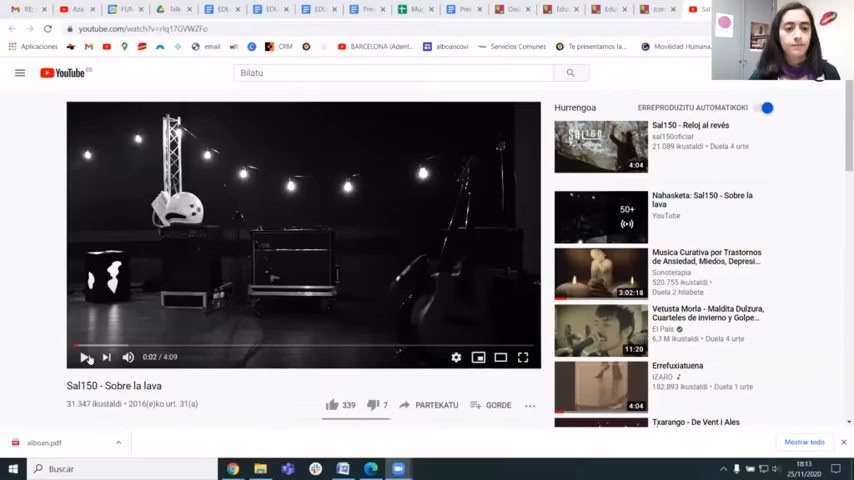 youtube.com/watch?v=rlq17GVWZFo
Aplicaciones
email
CRM
BARCELONA (Adent...
alboancovi
Servicios Comunes
Te presentamos la...
Movilidad Humana
YouTube ES
Bilatu
Hurrengoa
ERREPRODUZITU AUTOMATIKOKI
Sal150 - Reloj al revés
sal150oficial
21.089 ikustaldi • Duela 4 urte
4:04
Nahasketa: Sal150 - Sobre la
lava
YouTube
50+
Musica Curativa por Trastornos
de Ansiedad, Miedos, Depresi...
Sonoterapia
520.755 ikustaldi •
Duela 2 hilabete
3:02:18
Vetusta Morla - Maldita Dulzura,
Cuarteles de invierno y Golpe...
El País
6,3 M ikustaldi • Duela 4 urte
11:20
Errefuxiatuena
IZARO
182.893 ikustaldi • Duela 1 urte
4:04
Txarango - De Vent i Ales
0:02 / 4:09
Sal150 - Sobre la lava
31.347 ikustaldi • 2016(e)ko urt. 31(a)
339
7
PARTEKATU
GORDE
alboan.pdf
Mostrar todo
Buscar
18:13
25/11/2020